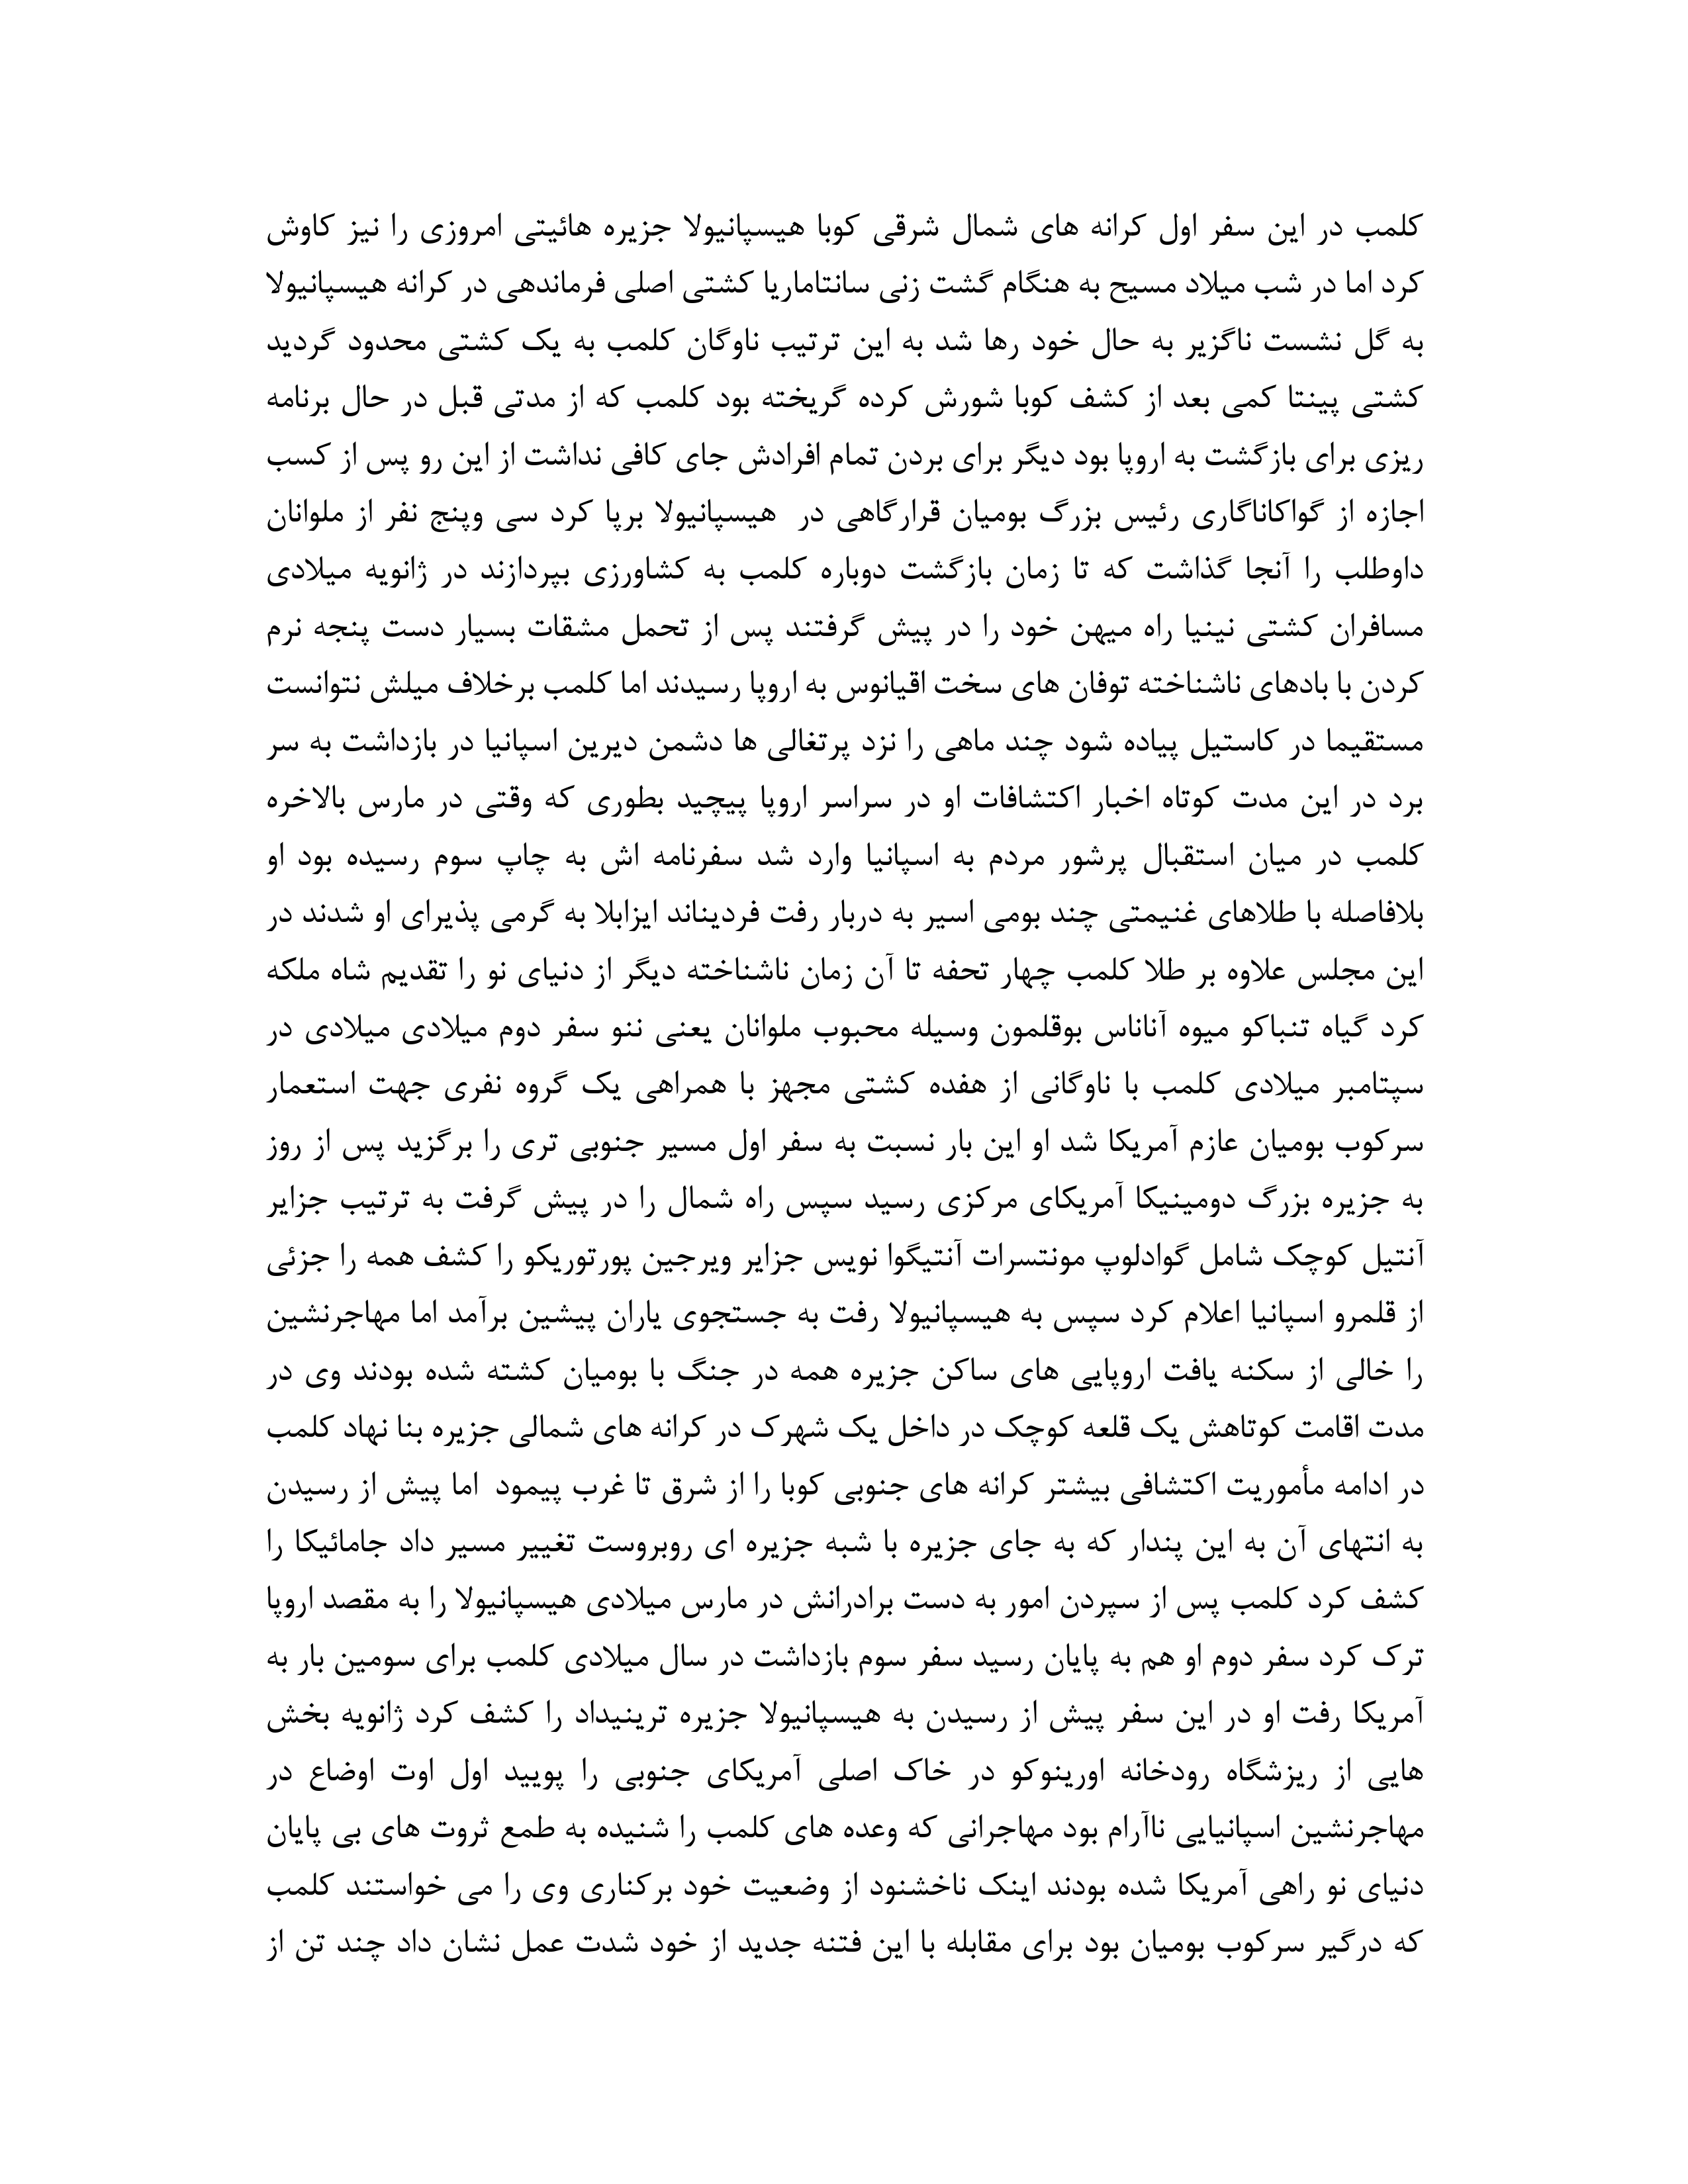 کلمب در این سفر اول کرانه های شمال شرقی کوبا هیسپانیولا جزیره هائیتی امروزی را نیز کاوش
کرد اما در شب میلاد مسیح به هنگام گشت زنی سانتاماریا کشتی اصلی فرماندهی در کرانه هیسپانیولا
به گل نشست ناگزیر به حال خود رها شد به این ترتیب ناوگان کلمب به یک کشتی محدود گردید
کشتی پینتا کمی بعد از کشف کوبا شورش کرده گریخته بود کلمب که از مدتی قبل در حال برنامه
ریزی برای بازگشت به اروپا بود دیگر برای بردن تمام افرادش جای کافی نداشت از این رو پس از کسب
اجازه از گواکاناگاری رئیس بزرگ بومیان قرارگاهی در هیسپانیولا برپا کرد سی وپنج نفر از ملوانان
داوطلب را آنجا گذاشت که تا زمان بازگشت دوباره کلمب به کشاورزی بپردازند در ژانویه میلادی
مسافران کشتی نینیا راه میهن خود را در پیش گرفتند پس از تحمل مشقات بسیار دست پنجه نرم
کردن با بادهای ناشناخته توفان های سخت اقیانوس به اروپا رسیدند اما کلمب برخلاف میلش نتوانست
مستقیما در کاستیل پیاده شود چند ماهی را نزد پرتغالی ها دشمن دیرین اسپانیا در بازداشت به سر
برد در این مدت کوتاه اخبار اکتشافات او در سراسر اروپا پیچید بطوری که وقتی در مارس بالاخره
کلمب در میان استقبال پرشور مردم به اسپانیا وارد شد سفرنامه اش به چاپ سوم رسیده بود او
بلافاصله با طلاهای غنیمتی چند بومی اسیر به دربار رفت فردیناند ایزابلا به گرمی پذیرای او شدند در
این مجلس علاوه بر طلا کلمب چهار تحفه تا آن زمان ناشناخته دیگر از دنیای نو را تقدیم شاه ملکه
کرد گیاه تنباکو میوه آناناس بوقلمون وسیله محبوب ملوانان یعنی ننو سفر دوم میلادی میلادی در
سپتامبر میلادی کلمب با ناوگانی از هفده کشتی مجهز با همراهی یک گروه نفری جهت استعمار
سرکوب بومیان عازم آمریکا شد او این بار نسبت به سفر اول مسیر جنوبی تری را برگزید پس از روز
به جزیره بزرگ دومینیکا آمریکای مرکزی رسید سپس راه شمال را در پیش گرفت به ترتیب جزایر
آنتیل کوچک شامل گوادلوپ مونتسرات آنتیگوا نویس جزایر ویرجین پورتوریکو را کشف همه را جزئی
از قلمرو اسپانیا اعلام کرد سپس به هیسپانیولا رفت به جستجوی یاران پیشین برآمد اما مهاجرنشین
را خالی از سکنه یافت اروپایی های ساکن جزیره همه در جنگ با بومیان کشته شده بودند وی در
مدت اقامت کوتاهش یک قلعه کوچک در داخل یک شهرک در کرانه های شمالی جزیره بنا نهاد کلمب
در ادامه مأموریت اکتشافی بیشتر کرانه های جنوبی کوبا را از شرق تا غرب پیمود اما پیش از رسیدن
به انتهای آن به این پندار که به جای جزیره با شبه جزیره ای روبروست تغییر مسیر داد جامائیکا را
کشف کرد کلمب پس از سپردن امور به دست برادرانش در مارس میلادی هیسپانیولا را به مقصد اروپا
ترک کرد سفر دوم او هم به پایان رسید سفر سوم بازداشت در سال میلادی کلمب برای سومین بار به
آمریکا رفت او در این سفر پیش از رسیدن به هیسپانیولا جزیره ترینیداد را کشف کرد ژانویه بخش
هایی از ریزشگاه رودخانه اورینوکو در خاک اصلی آمریکای جنوبی را پویید اول اوت اوضاع در
مهاجرنشین اسپانیایی ناآرام بود مهاجرانی که وعده های کلمب را شنیده به طمع ثروت های بی پایان
دنیای نو راهی آمریکا شده بودند اینک ناخشنود از وضعیت خود برکناری وی را می خواستند کلمب
که درگیر سرکوب بومیان بود برای مقابله با این فتنه جدید از خود شدت عمل نشان داد چند تن از